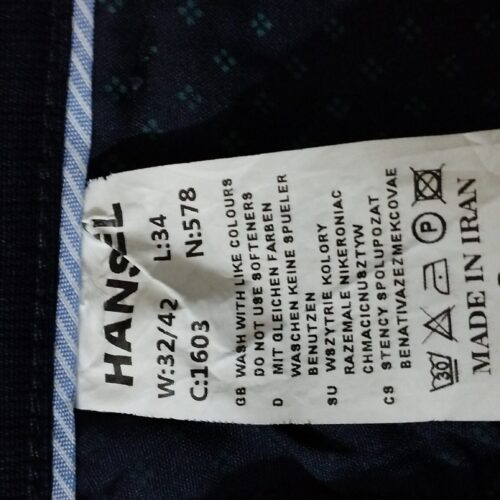 HANSEL
W:32/42 L:34
C:1603 N:578
GB WASH WITH LIKE COLOURS
DO NOT USE SOFTENERS
D MIT GLEICHEN FARBEN
WASCHEN KEINE SPUELER
BENUTZEN
SU WSZYTRIE KOLORY
RAZEMALE NIKERONIAC
CHMACICNUSZTYW
CS STENCY SPOLUPOZAT
BENATIVAZEZMEKCOVAE
30 P
MADE IN IRAN